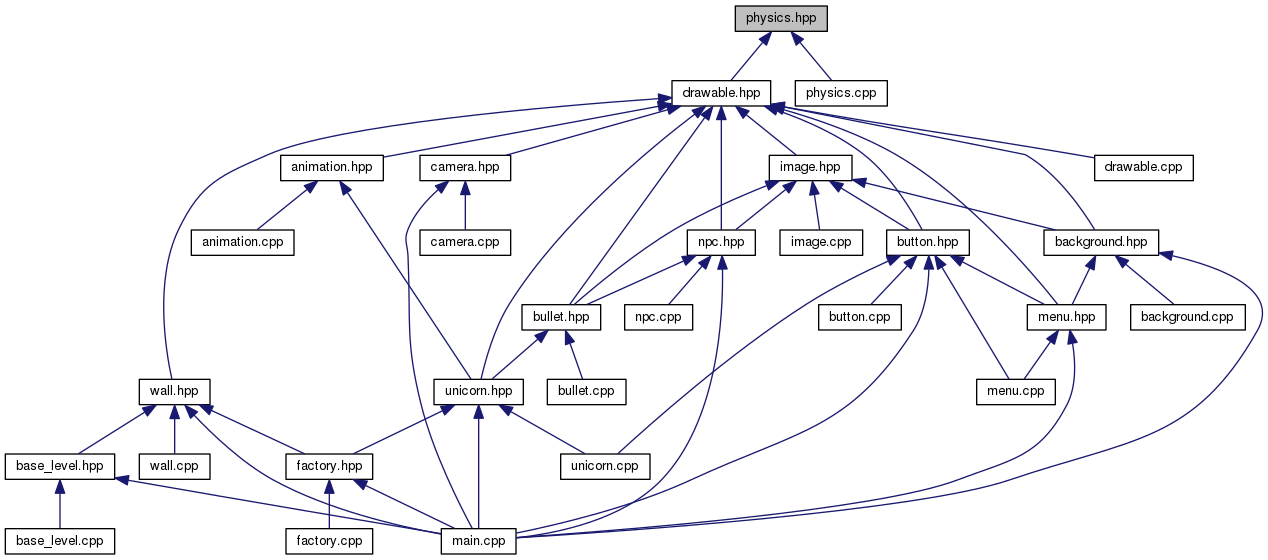 physics.hpp
drawable.hpp
physics.cpp
animation.hpp
camera.hpp
image.hpp
drawable.cpp
animation.cpp
camera.cpp
npc.hpp
image.cpp
button.hpp
background.hpp
bullet.hpp
npc.cpp
button.cpp
menu.hpp
background.cpp
wall.hpp
unicorn.hpp
bullet.cpp
menu.cpp
base_level.hpp
wall.cpp
factory.hpp
unicorn.cpp
base_level.cpp
factory.cpp
main.cpp